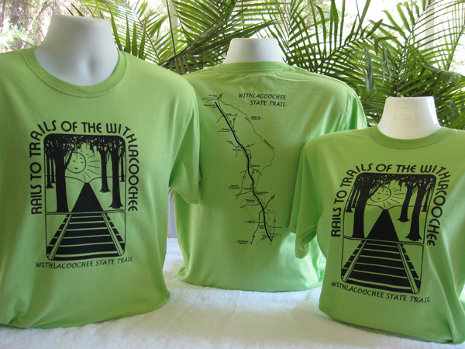 RAILS TO TRAILS OF THE WITHLACOOCHEE
WITHLACOOCHEE STATE TRAIL
WITHLACOOCHEE
STATE TRAIL
RAILS TO TRAILS OF THE WITHLACOOCHEE
WITHLACOOCHEE STATE TRAIL